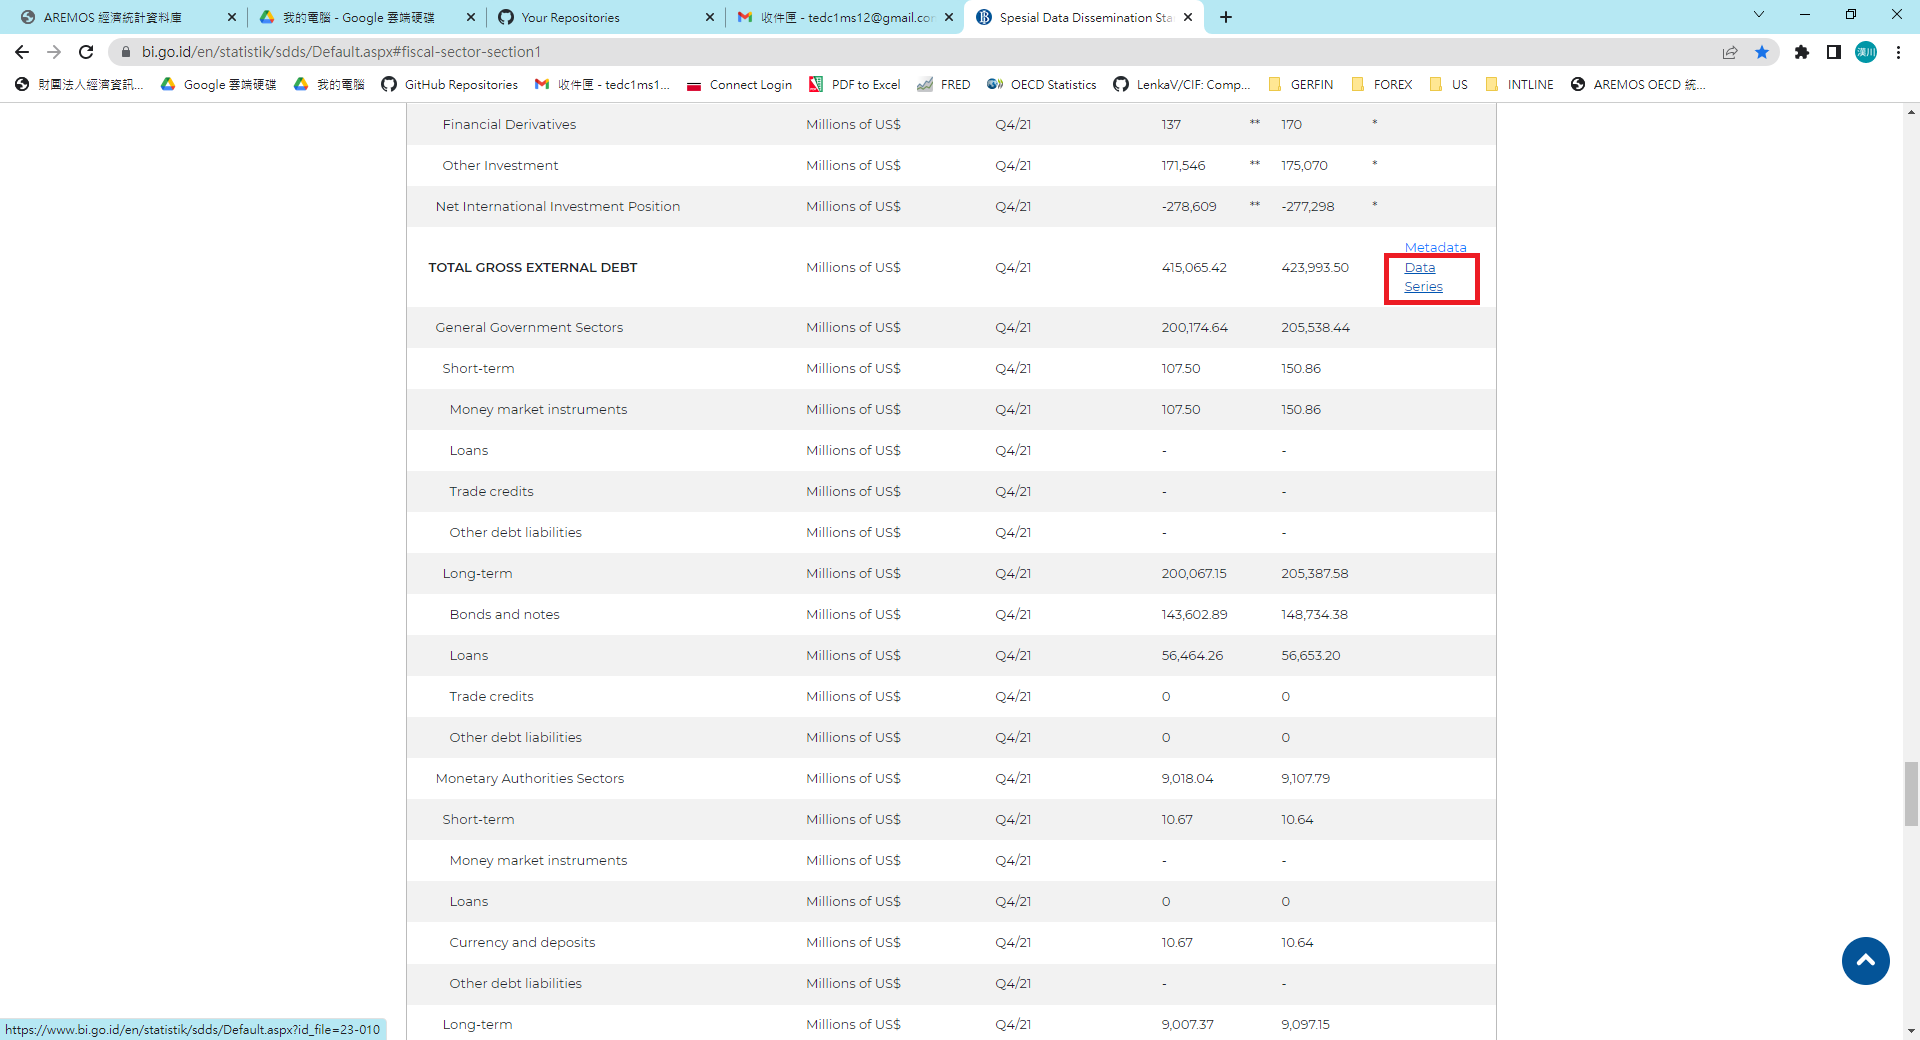 AREMOS 經濟統計資料庫
我的電腦 - Google 雲端硬碟
Your Repositories
收件匣 - tedc1ms12@gmail.co
Spesial Data Dissemination Sta
bi.go.id/en/statistik/sdds/Default.aspx#fiscal-sector-section1
漢川
財團法人經濟資訊... Google 雲端硬碟 我的電腦 GitHub Repositories 收件匣 - tedc1ms1... Connect Login PDF to Excel FRED OECD Statistics LenkaV/CIF: Comp... GERFIN FOREX US INTLINE AREMOS OECD 統...
Financial Derivatives Millions of US$ Q4/21 137 ** 170 *
Other Investment Millions of US$ Q4/21 171,546 ** 175,070 *
Net International Investment Position Millions of US$ Q4/21 -278,609 ** -277,298 *
Metadata
TOTAL GROSS EXTERNAL DEBT Millions of US$ Q4/21 415,065.42 423,993.50 Data
Series
General Government Sectors Millions of US$ Q4/21 200,174.64 205,538.44
Short-term Millions of US$ Q4/21 107.50 150.86
Money market instruments Millions of US$ Q4/21 107.50 150.86
Loans Millions of US$ Q4/21 - -
Trade credits Millions of US$ Q4/21 - -
Other debt liabilities Millions of US$ Q4/21 - -
Long-term Millions of US$ Q4/21 200,067.15 205,387.58
Bonds and notes Millions of US$ Q4/21 143,602.89 148,734.38
Loans Millions of US$ Q4/21 56,464.26 56,653.20
Trade credits Millions of US$ Q4/21 0 0
Other debt liabilities Millions of US$ Q4/21 0 0
Monetary Authorities Sectors Millions of US$ Q4/21 9,018.04 9,107.79
Short-term Millions of US$ Q4/21 10.67 10.64
Money market instruments Millions of US$ Q4/21 - -
Loans Millions of US$ Q4/21 0 0
Currency and deposits Millions of US$ Q4/21 10.67 10.64
Other debt liabilities Millions of US$ Q4/21 - -
Long-term Millions of US$ Q4/21 9,007.37 9,097.15
https://www.bi.go.id/en/statistik/sdds/Default.aspx?id_file=23-010